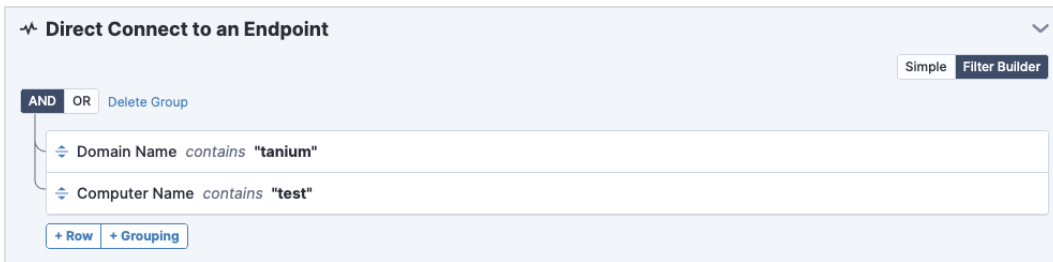 Direct Connect to an Endpoint
Simple Filter Builder
AND OR Delete Group
Domain Name contains "tanium"
Computer Name contains "test"
+ Row + Grouping